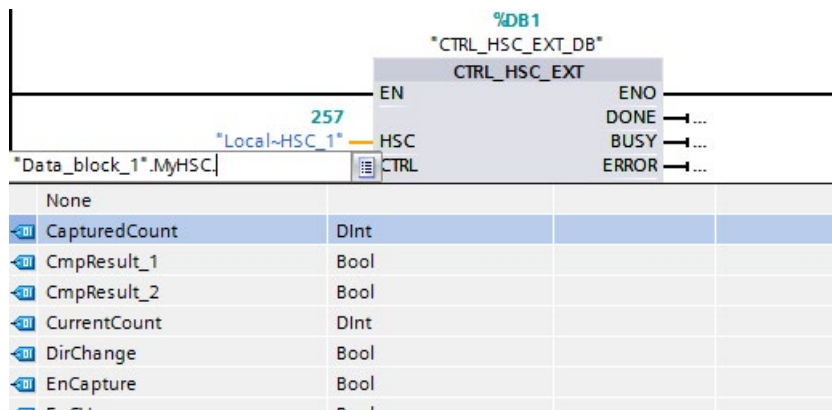 %DB1
"CTRL_HSC_EXT_DB"
CTRL_HSC_EXT
EN ENO
257 DONE ...
"Local~HSC_1" HSC BUSY ...
"Data_block_1".MyHSC. CTRL ERROR ...
None
CapturedCount DInt
CmpResult_1 Bool
CmpResult_2 Bool
CurrentCount DInt
DirChange Bool
EnCapture Bool